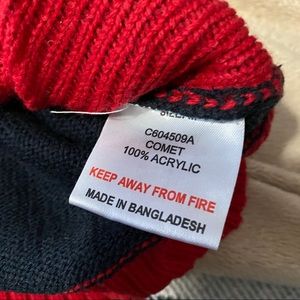 C604509A
COMET
100% ACRYLIC
KEEP AWAY FROM FIRE
MADE IN BANGLADESH